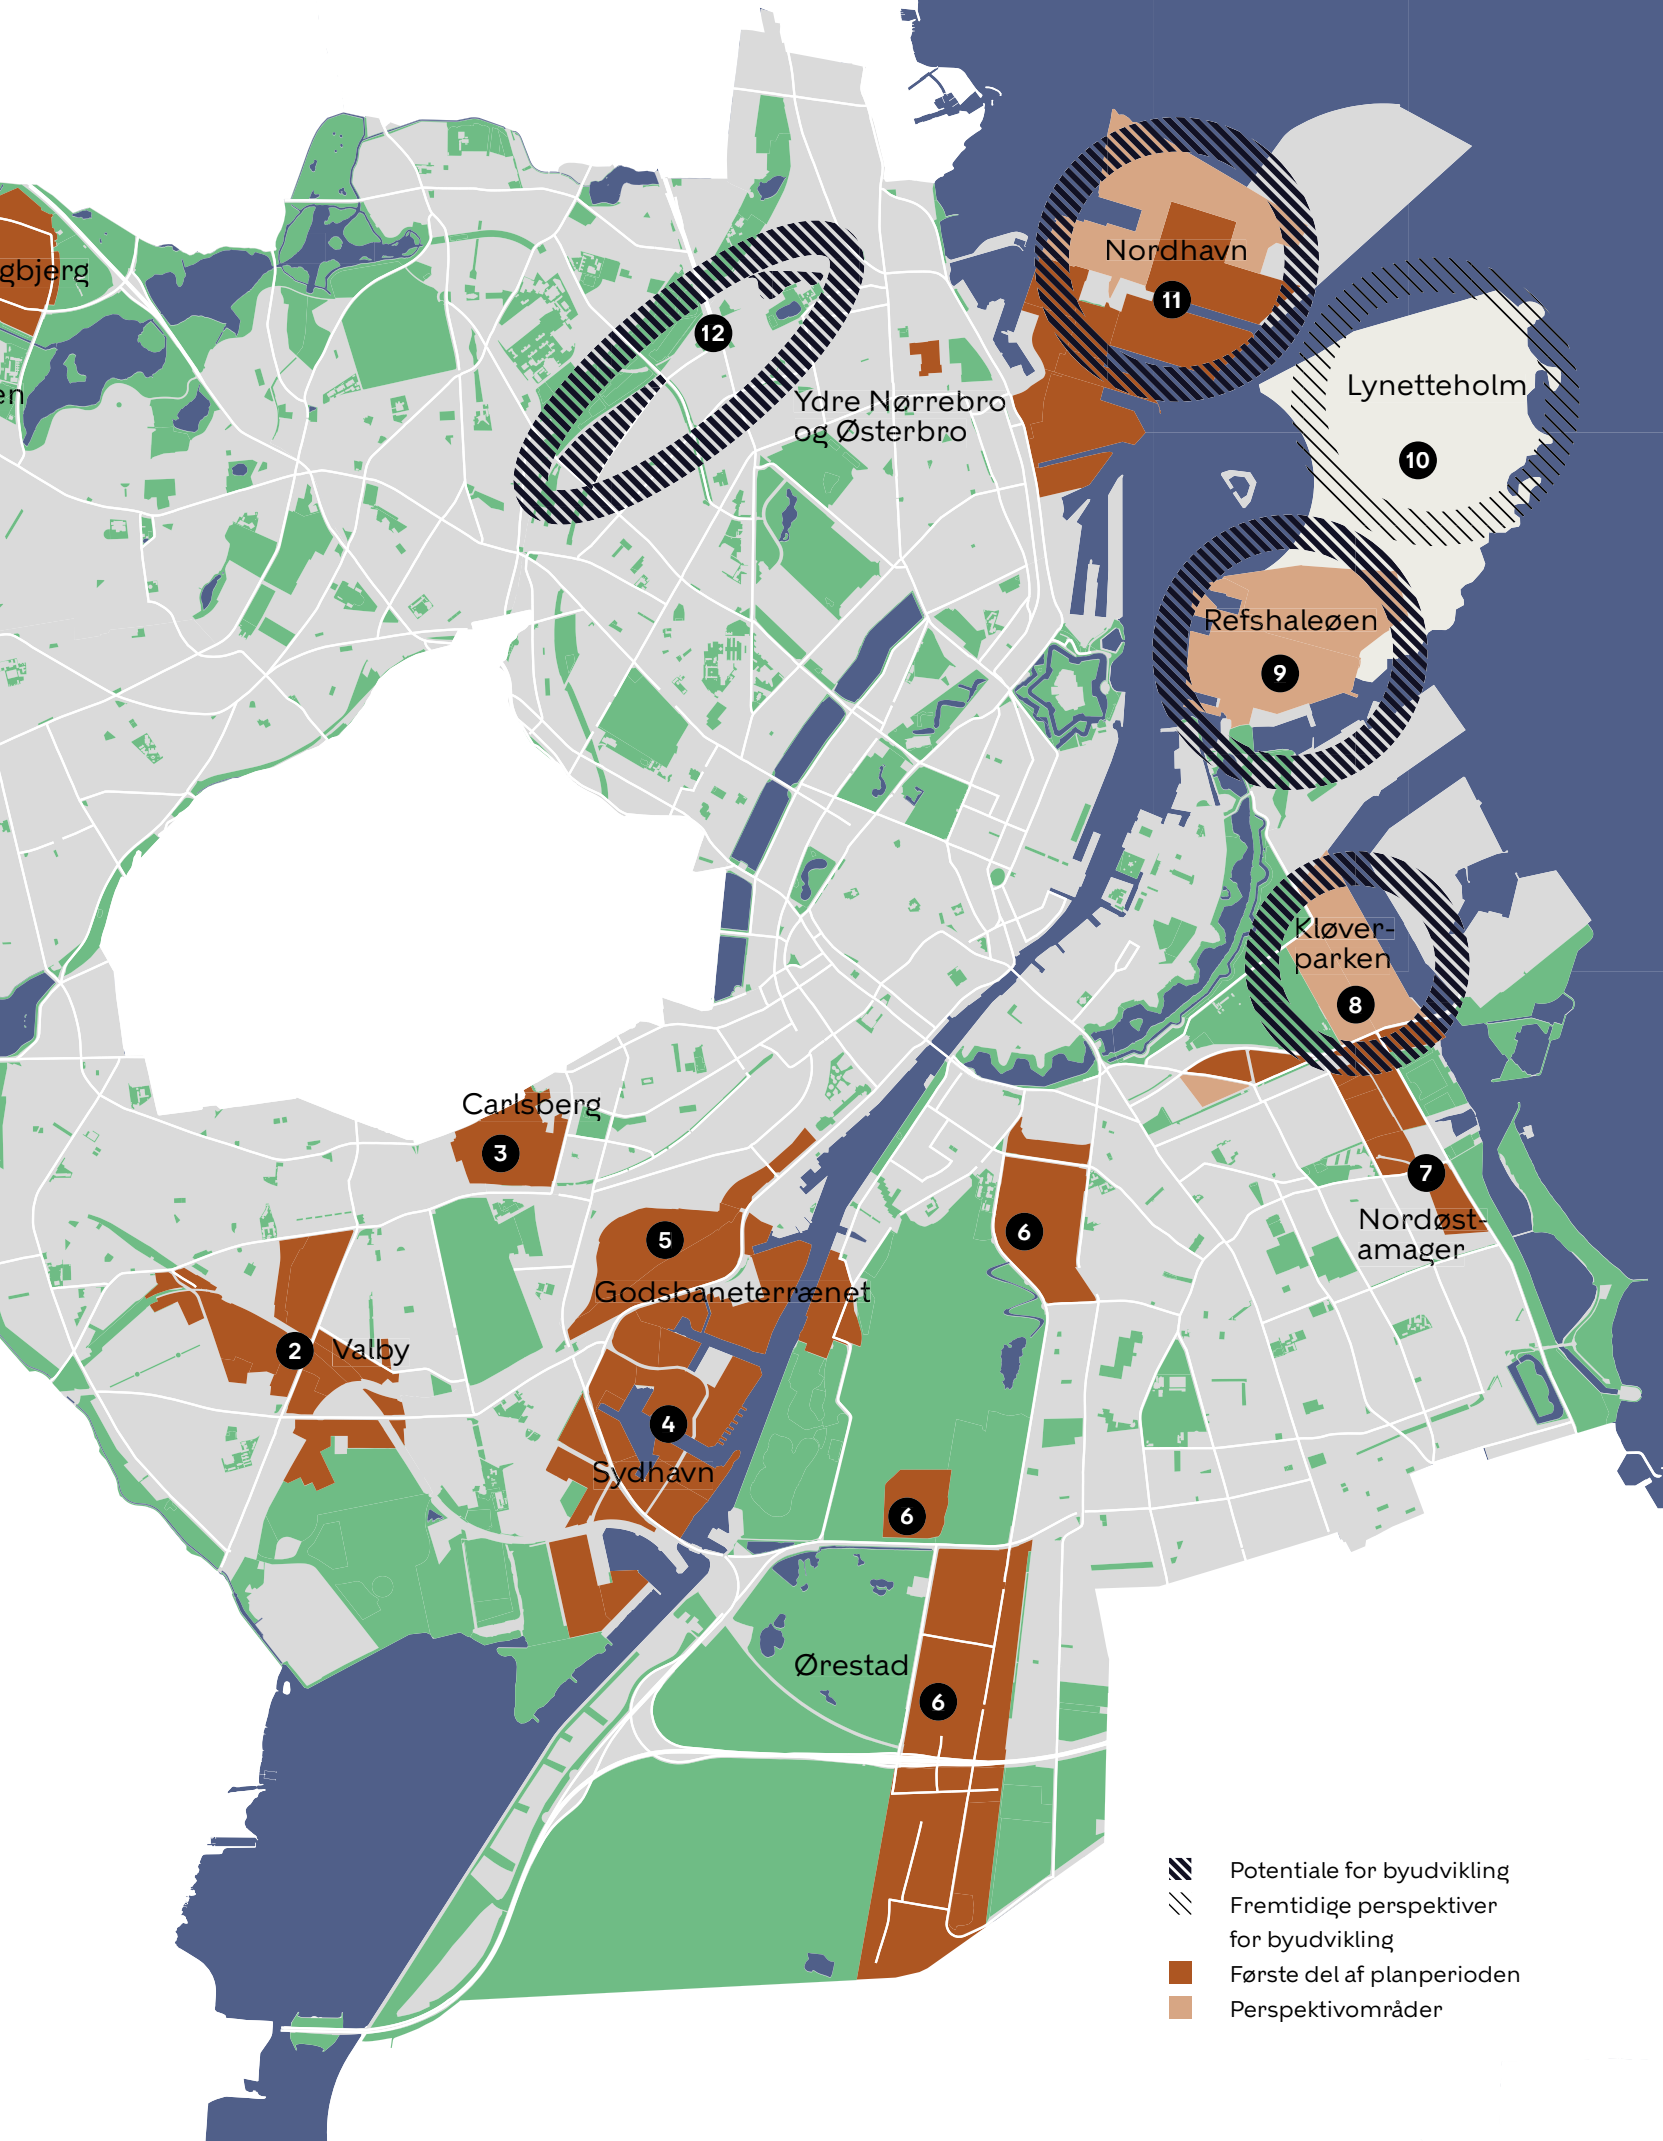 Nordhavn
11
gbjerg
12
Lynetteholm
10
en
Ydre Nørrebro
og Østerbro
Refshaleøen
9
Kløver-
parken
8
Carlsberg
3
7
Nordøst-
amager
5
6
Godsbaneterrænet
2
Valby
4
Sydhavn
6
Ørestad
6
Potentiale for byudvikling
Fremtidige perspektiver
for byudvikling
Første del af planperioden
Perspektivområder